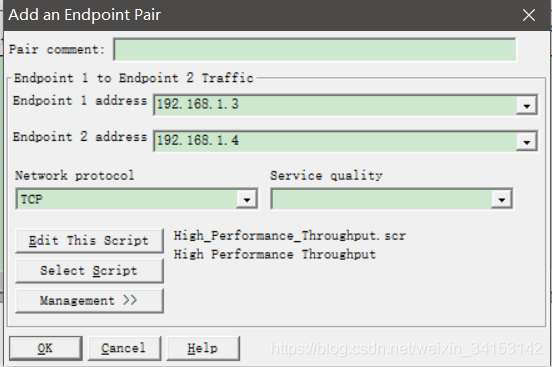 Add an Endpoint Pair
Pair comment:
Endpoint 1 to Endpoint 2 Traffic
Endpoint 1 address 192.168.1.3
Endpoint 2 address 192.168.1.4
Network protocol Service quality
TCP
Edit This Script High_Performance_Throughput.scr
High Performance Throughput
Select Script
Management >>
OK Cancel Help
https://blog.csdn.net/weixin_34153142